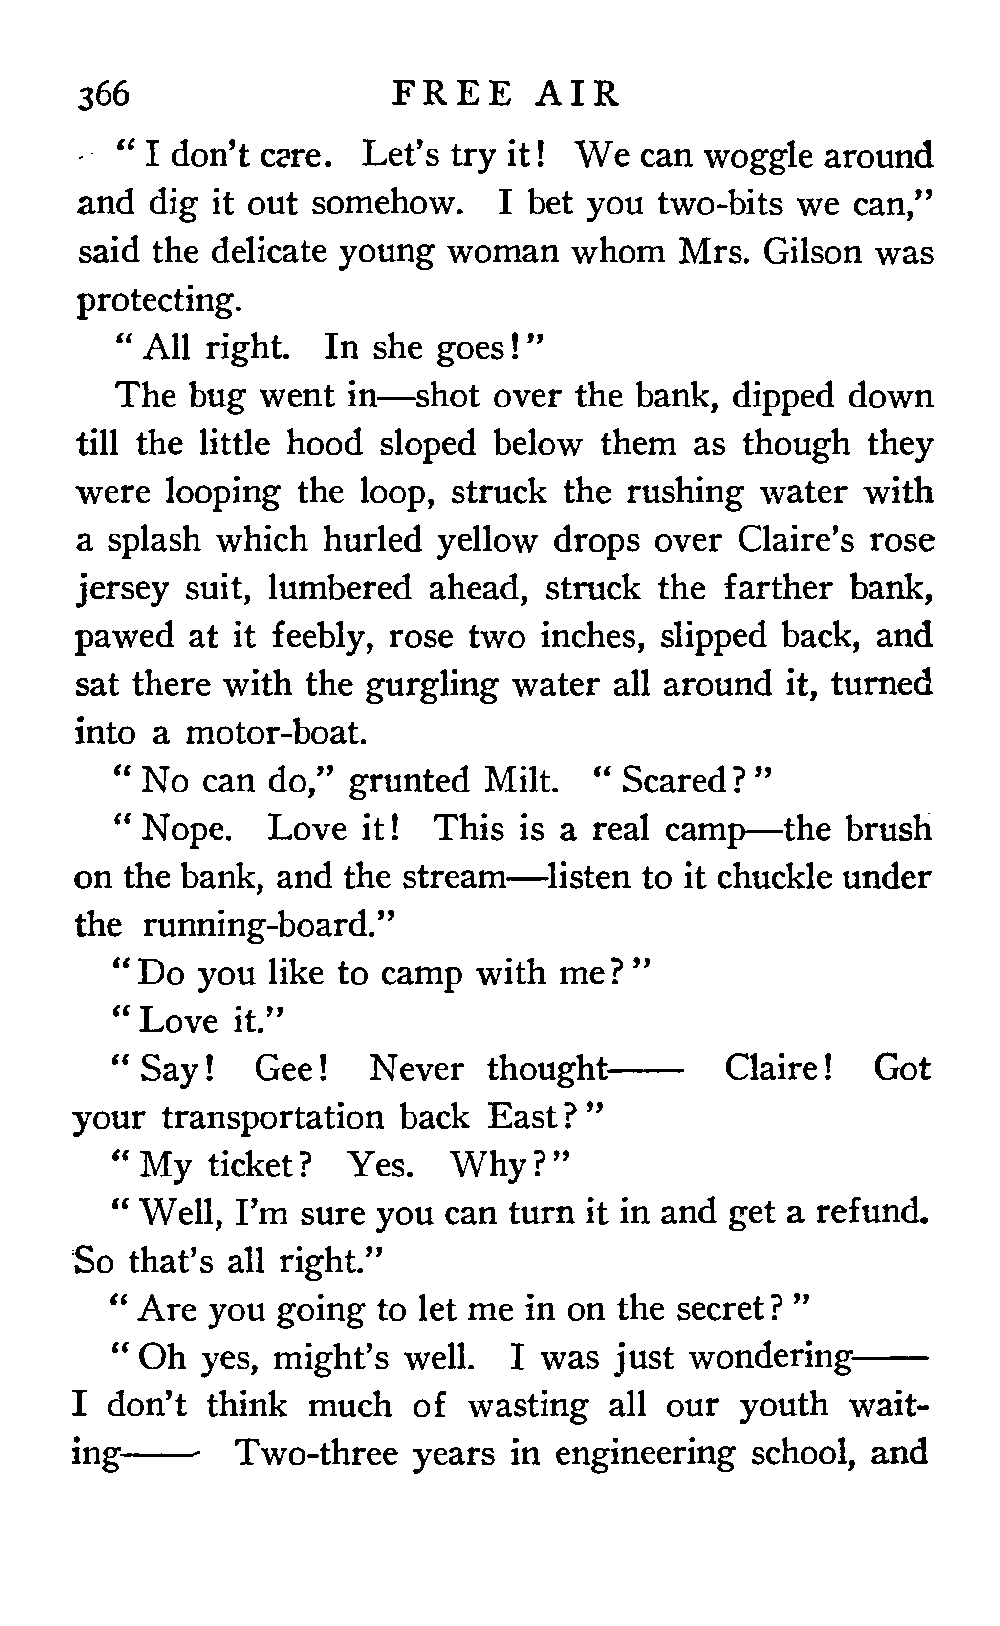 366 FREE AIR
“ I don’t care. Let’s try it! We can woggle around
and dig it out somehow. I bet you two-bits we can,”
said the delicate young woman whom Mrs. Gilson was
protecting.
“ All right. In she goes!”
The bug went in—shot over the bank, dipped down
till the little hood sloped below them as though they
were looping the loop, struck the rushing water with
a splash which hurled yellow drops over Claire’s rose
jersey suit, lumbered ahead, struck the farther bank,
pawed at it feebly, rose two inches, slipped back, and
sat there with the gurgling water all around it, turned
into a motor-boat.
“ No can do,” grunted Milt. “ Scared? ”
“ Nope. Love it! This is a real camp—the brush
on the bank, and the stream—listen to it chuckle under
the running-board.”
“ Do you like to camp with me? ”
“ Love it.”
“ Say! Gee! Never thought—— Claire! Got
your transportation back East? ”
“ My ticket? Yes. Why?”
“ Well, I’m sure you can turn it in and get a refund.
So that’s all right.”
“ Are you going to let me in on the secret? ”
“ Oh yes, might’s well. I was just wondering——
I don’t think much of wasting all our youth wait-
ing—— Two-three years in engineering school, and